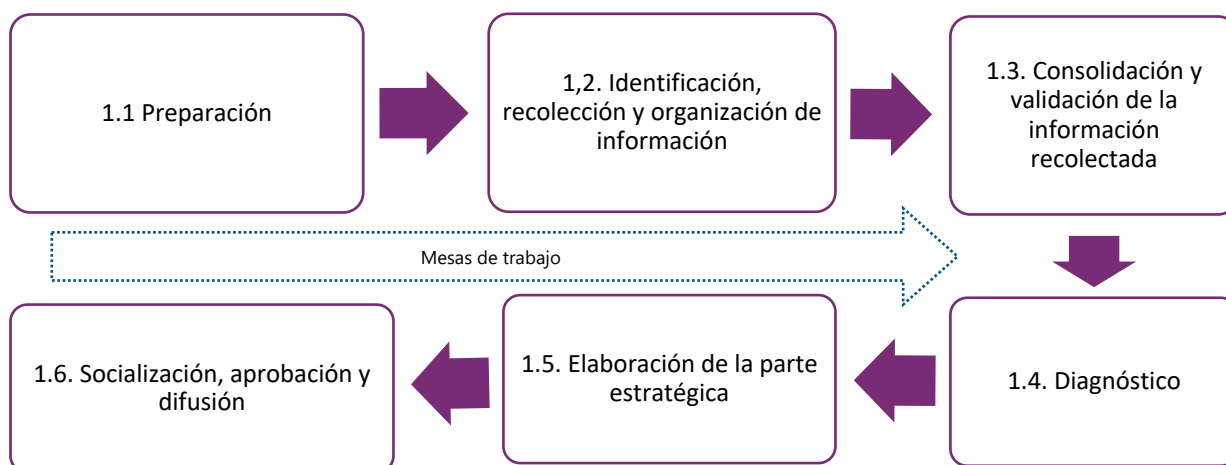 1.1 Preparación
1,2. Identificación,
recolección y organización de
información
1.3. Consolidación y
validación de la
información
recolectada
Mesas de trabajo
1.6. Socialización, aprobación y
difusión
1.5. Elaboración de la parte
estratégica
1.4. Diagnóstico